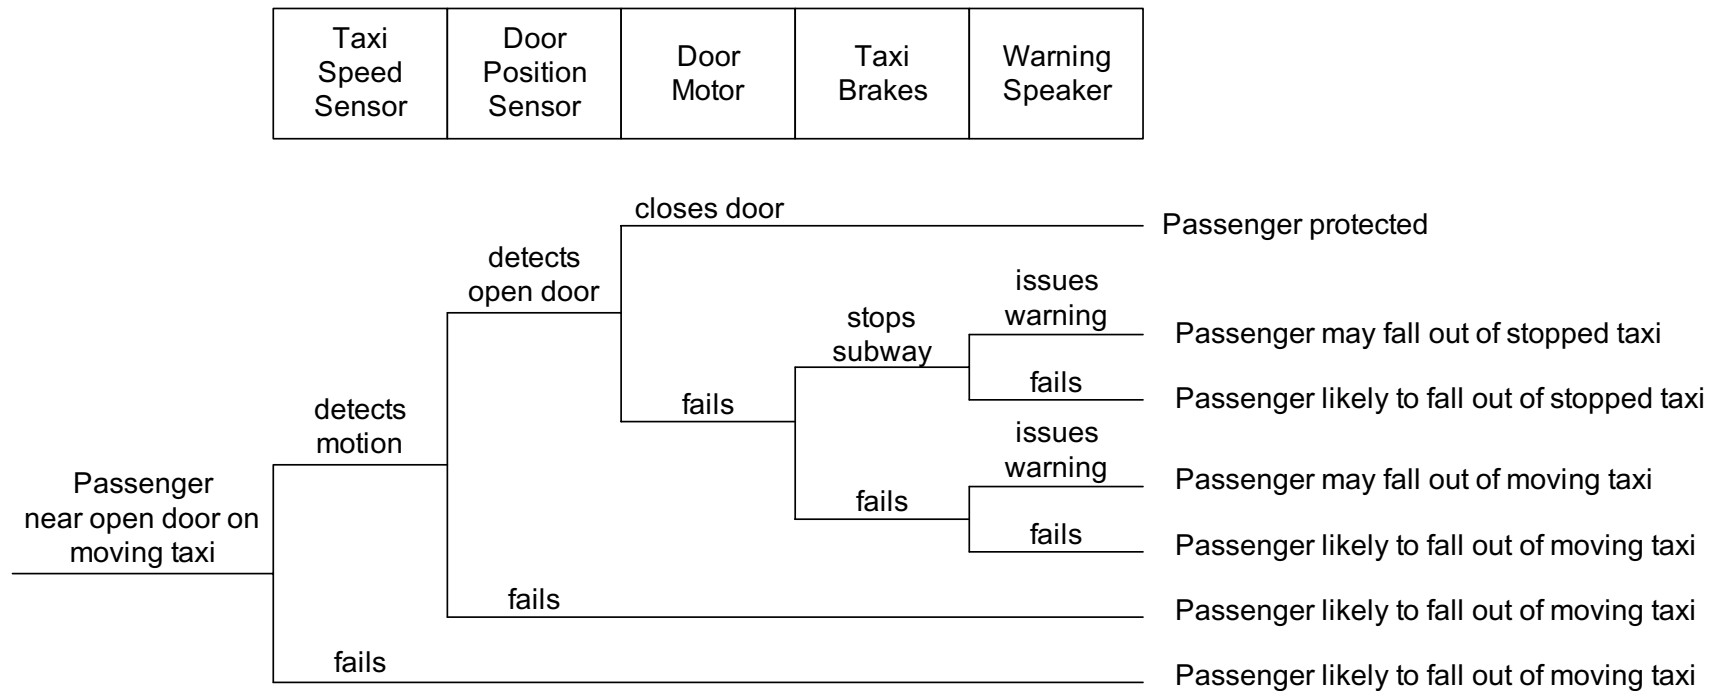 Taxi
Speed
Sensor
Door
Position
Sensor
Door
Motor
Taxi
Brakes
Warning
Speaker
closes door
Passenger protected
detects
open door
issues
warning
stops
subway
Passenger may fall out of stopped taxi
fails
Passenger likely to fall out of stopped taxi
fails
detects
motion
issues
warning
Passenger may fall out of moving taxi
fails
fails
Passenger likely to fall out of moving taxi
Passenger
near open door on
moving taxi
fails
Passenger likely to fall out of moving taxi
fails
Passenger likely to fall out of moving taxi